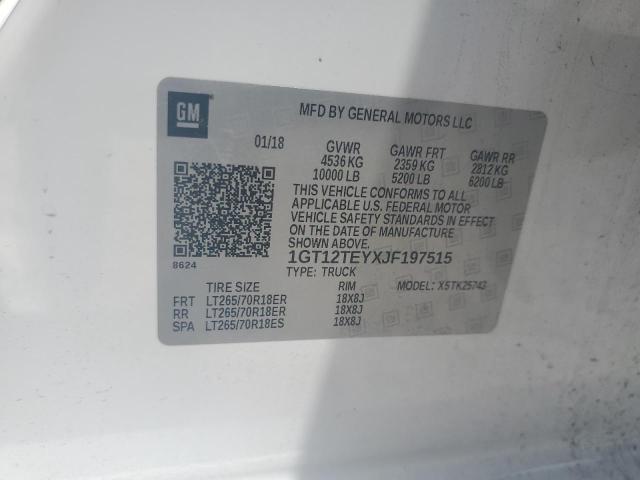 GM
MFD BY GENERAL MOTORS LLC
01/18 GVWR GAWR FRT GAWR RR
4536 KG 2359 KG 2812 KG
10000 LB 5200 LB 6200 LB
THIS VEHICLE CONFORMS TO ALL
APPLICABLE U.S. FEDERAL MOTOR
VEHICLE SAFETY STANDARDS IN EFFECT
ON THE DATE OF MANUFACTURE
SHOWN ABOVE.
8624 1GT12TEYXJF197515
TYPE: TRUCK MODEL: X5TK25743
TIRE SIZE RIM
FRT LT265/70R18ER 18X8J
RR LT265/70R18ER 18X8J
SPA LT265/70R18ES 18X8J